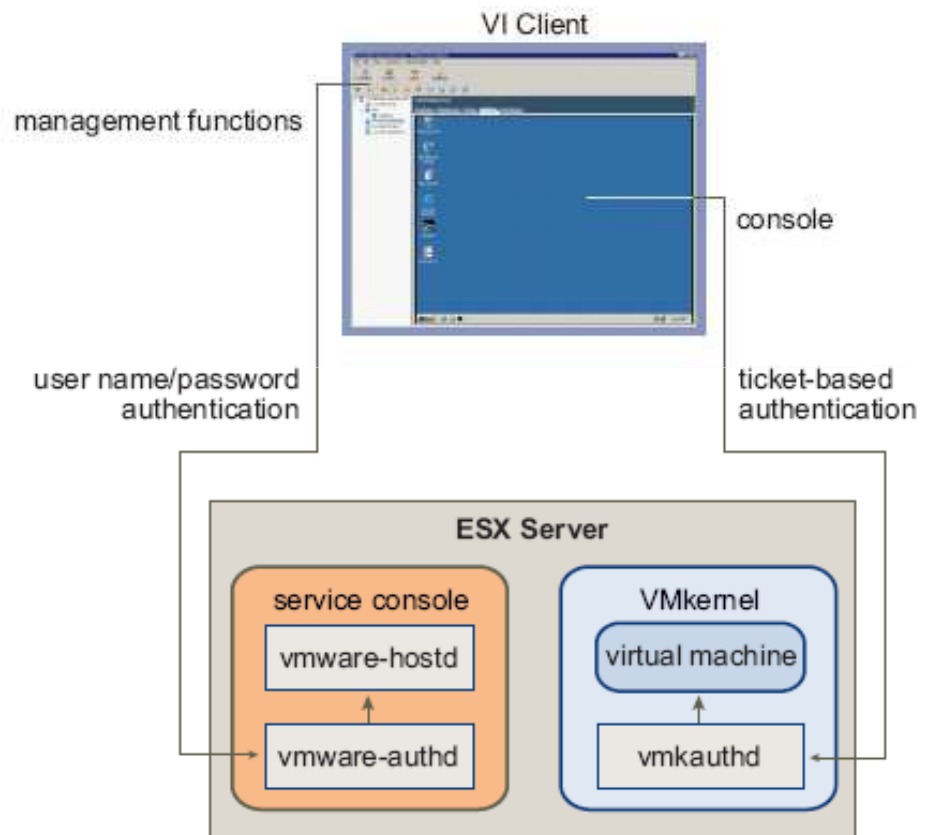 VI Client
management functions
console
user name/password
authentication
ticket-based
authentication
ESX Server
service console
vmware-hostd
vmware-authd
VMkernel
virtual machine
vmkauthd